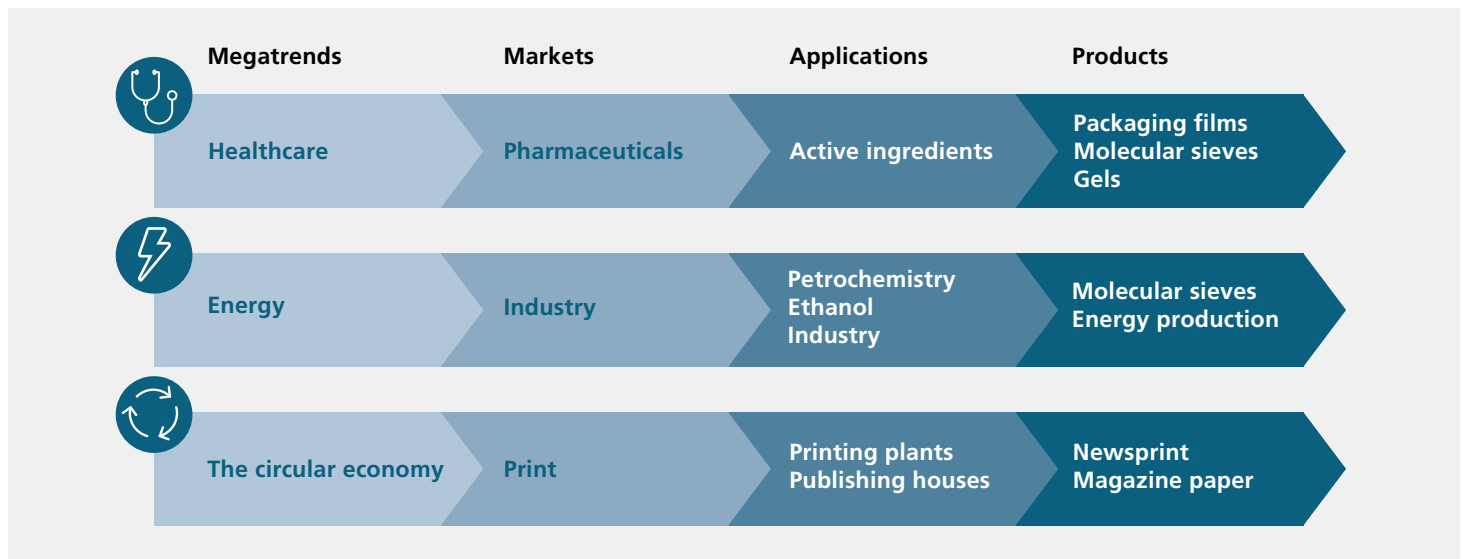 Megatrends
Markets
Applications
Products
Healthcare
Pharmaceuticals
Active ingredients
Packaging films
Molecular sieves
Gels
Energy
Industry
Petrochemistry
Ethanol
Industry
Molecular sieves
Energy production
The circular economy
Print
Printing plants
Publishing houses
Newsprint
Magazine paper